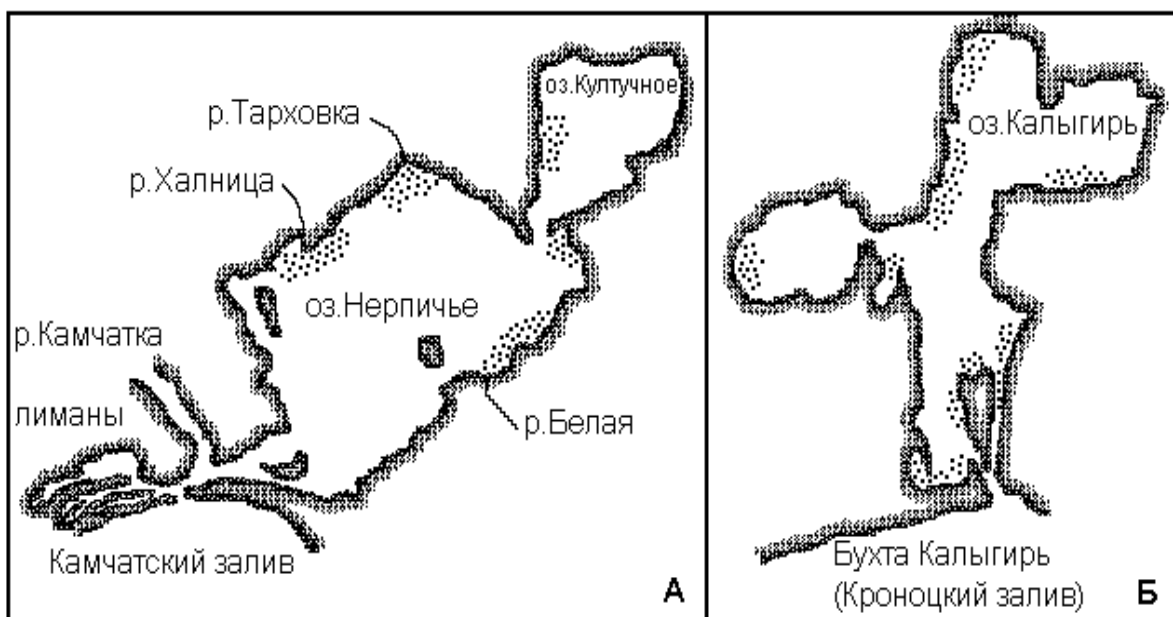 оз.Култучное
р.Тарховка
р.Халница
оз.Нерпичье
р.Камчатка
лиманы
р.Белая
Камчатский залив
А
оз.Калыгирь
Бухта Калыгирь
(Кроноцкий залив)
Б